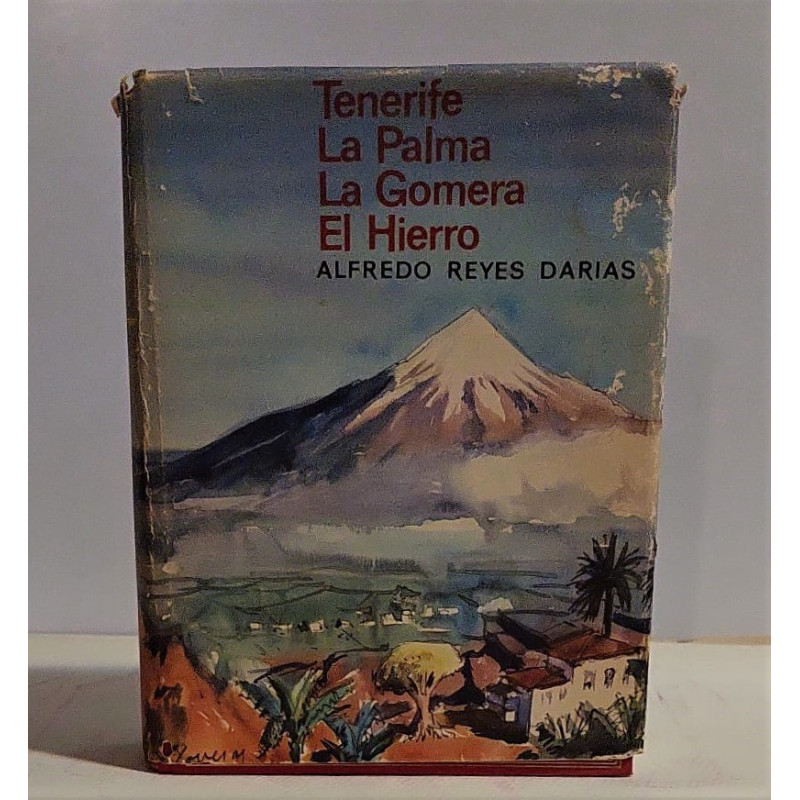 Tenerife
La Palma
La Gomera
El Hierro
ALFREDO REYES DARIAS